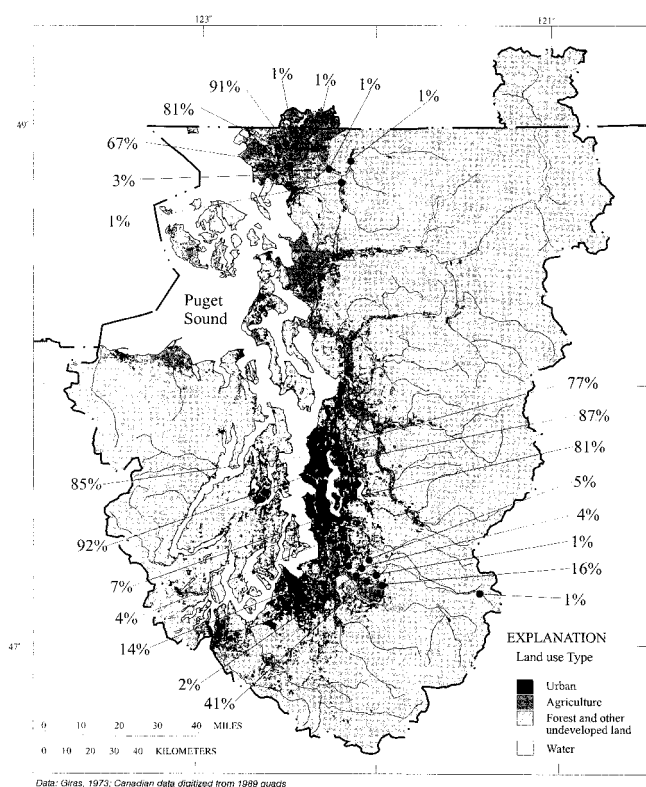 123°
121°
1%
1%
91%
1%
1%
81%
49°
67%
3%
1%
Puget
Sound
77%
87%
81%
85%
5%
4%
92%
1%
7%
16%
4%
1%
14%
47°
2%
41%
EXPLANATION
Land use Type
Urban
Agriculture
Forest and other
undeveloped land
Water
0 10 20 30 40 MILES
0 10 20 30 40 KILOMETERS
Data: Giras, 1973; Canadian data digitized from 1989 quads